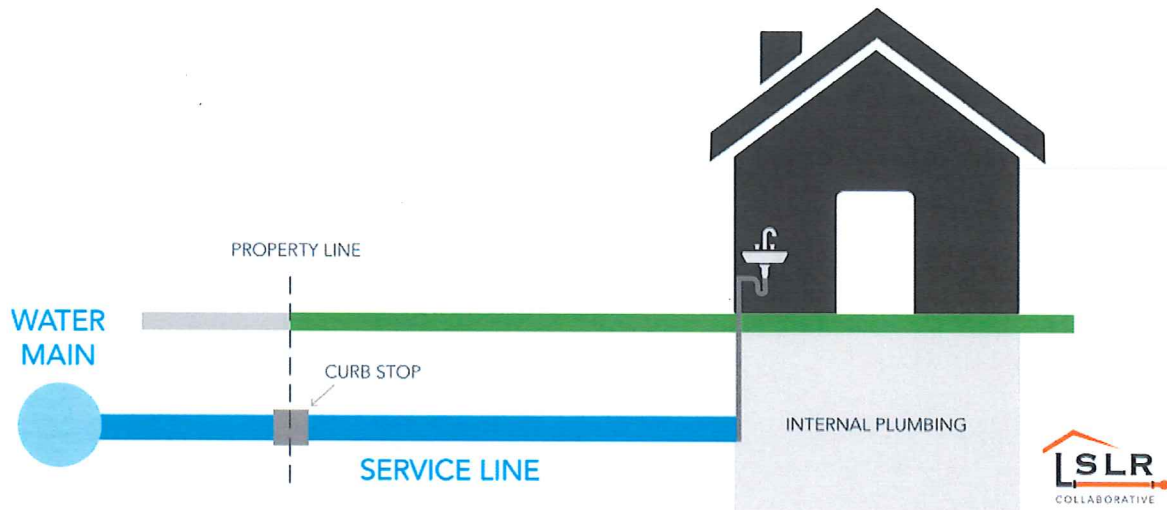 PROPERTY LINE
WATER
MAIN
CURB STOP
SERVICE LINE
INTERNAL PLUMBING
LSLR
COLLABORATIVE